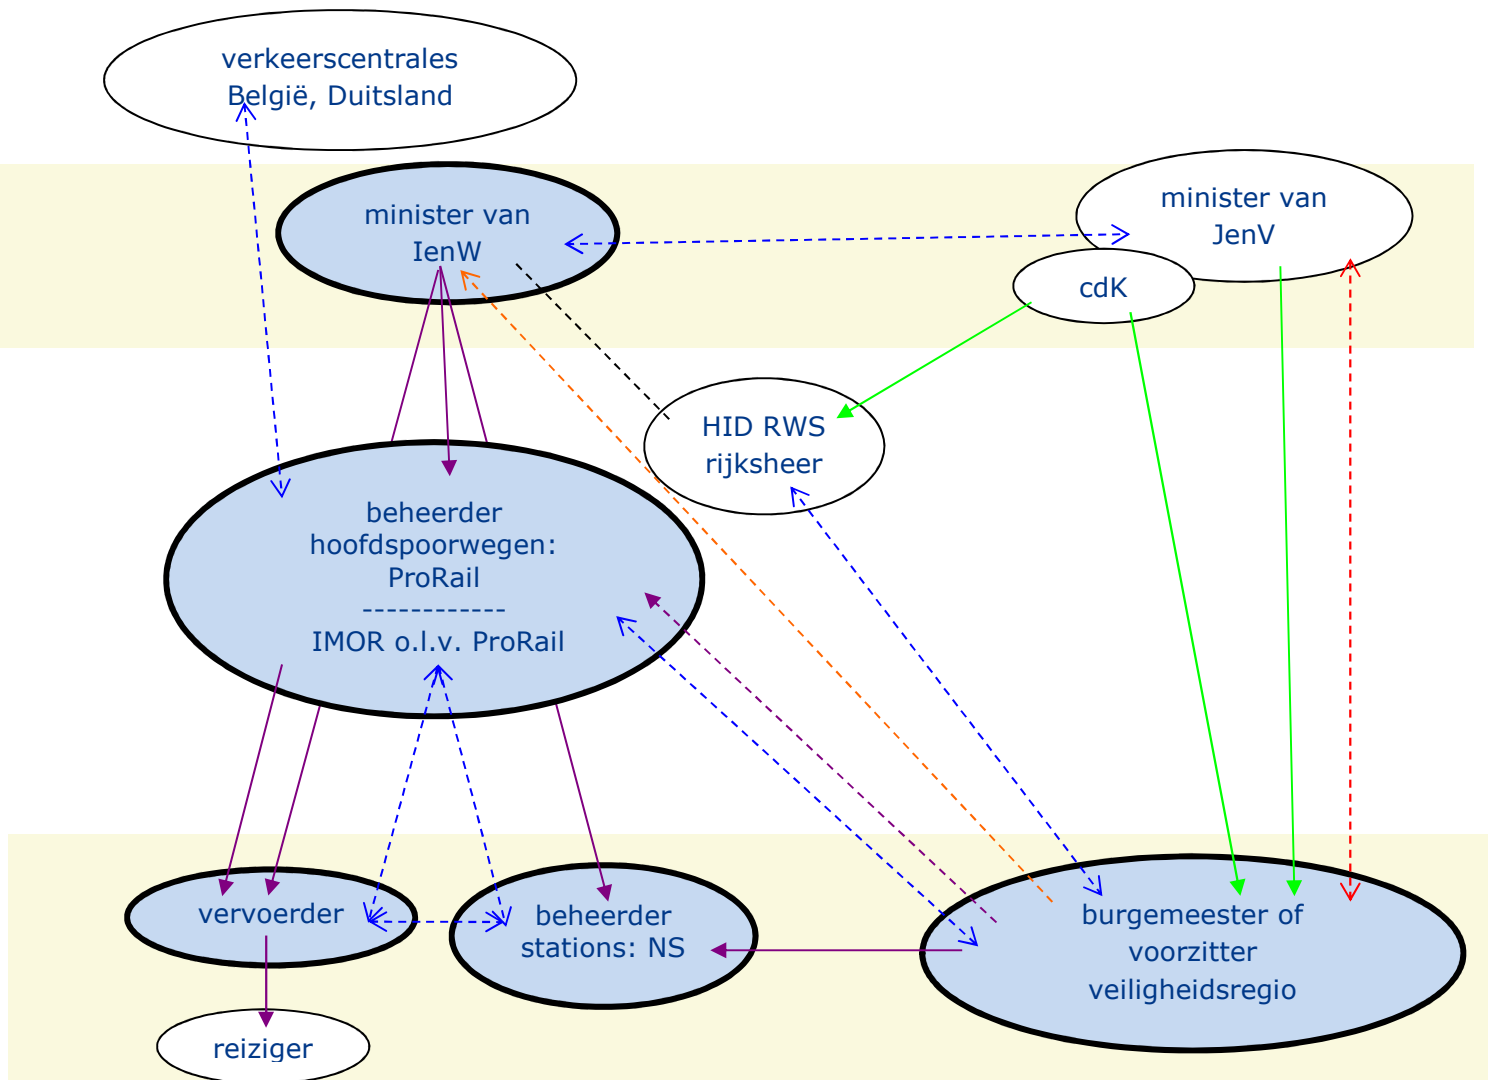 verkeerscentrales
België, Duitsland
minister van
IenW
minister van
JenV
cdK
HID RWS
rijksheer
beheerder
hoofdspoorwegen:
ProRail
------------
IMOR o.l.v. ProRail
vervoerder
beheerder
stations: NS
burgemeester of
voorzitter
veiligheidsregio
reiziger